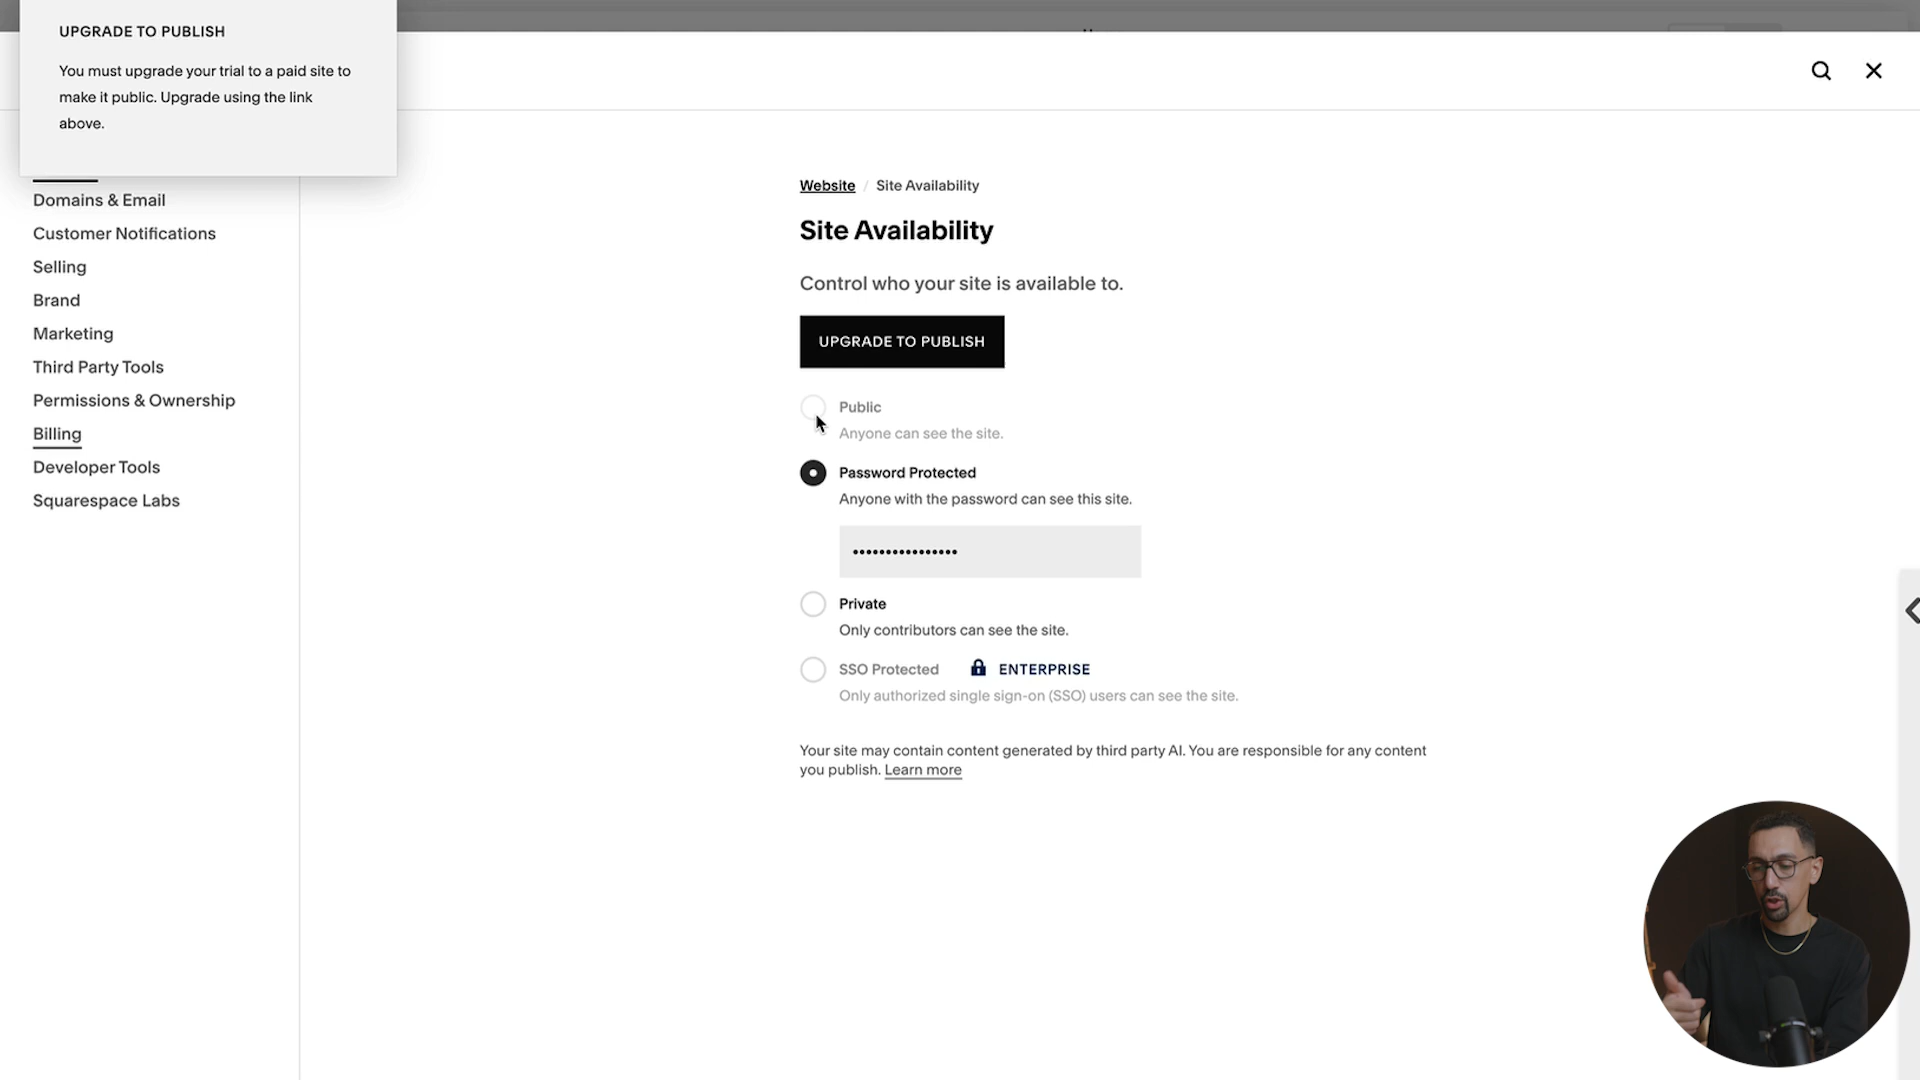 UPGRADE TO PUBLISH
You must upgrade your trial to a paid site to
make it public. Upgrade using the link
above.
Domains & Email
Customer Notifications
Selling
Brand
Marketing
Third Party Tools
Permissions & Ownership
Billing
Developer Tools
Squarespace Labs
Website / Site Availability
Site Availability
Control who your site is available to.
UPGRADE TO PUBLISH
Public
Anyone can see the site.
Password Protected
Anyone with the password can see this site.
••••••••••••••••
Private
Only contributors can see the site.
SSO Protected ENTERPRISE
Only authorized single sign-on (SSO) users can see the site.
Your site may contain content generated by third party AI. You are responsible for any content
you publish. Learn more